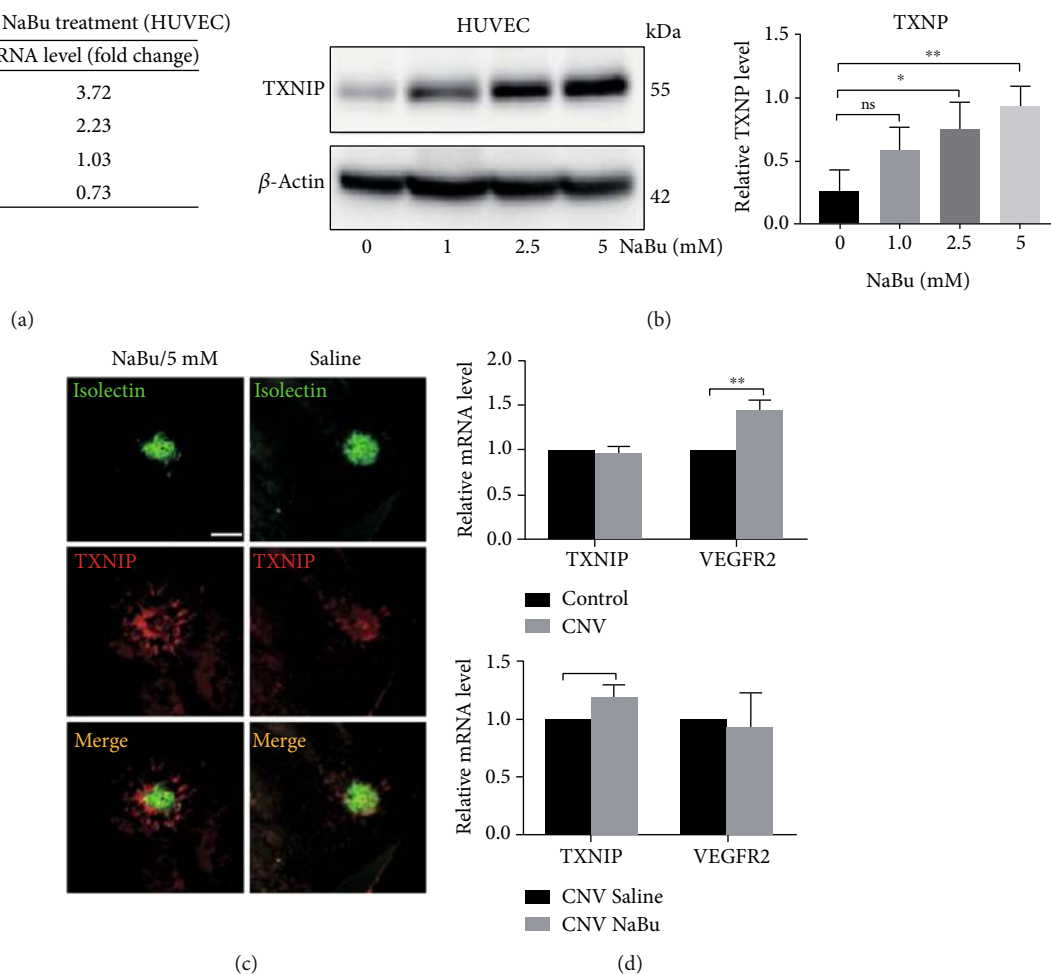 NaBu treatment (HUVEC)
RNA level (fold change)
3.72
2.23
1.03
0.73
(a)
HUVEC
kDa
TXNIP
55
β-Actin
42
0 1 2.5 5 NaBu (mM)
TXNP
Relative TXNP level
1.0
0.5
0.0
ns
*
**
0 1.0 2.5 5
NaBu (mM)
(b)
NaBu/5 mM Saline
Isolectin Isolectin
TXNIP TXNIP
Merge Merge
(c)
Relative mRNA level
2.0
1.5
1.0
0.5
0.0
**
TXNIP VEGFR2
Control
CNV
Relative mRNA level
1.5
1.0
0.5
0.0
TXNIP VEGFR2
CNV Saline
CNV NaBu
(d)